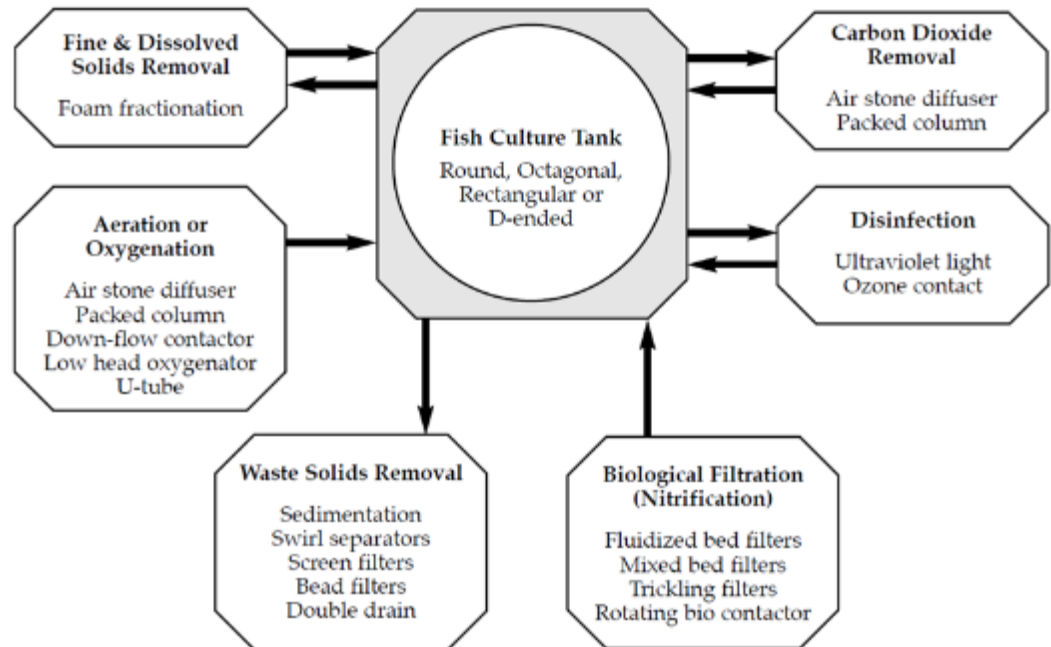 Fine & Dissolved
Solids Removal
Foam fractionation
Fish Culture Tank
Round, Octagonal,
Rectangular or
D-ended
Carbon Dioxide
Removal
Air stone diffuser
Packed column
Aeration or
Oxygenation
Air stone diffuser
Packed column
Down-flow contactor
Low head oxygenator
U-tube
Disinfection
Ultraviolet light
Ozone contact
Waste Solids Removal
Sedimentation
Swirl separators
Screen filters
Bead filters
Double drain
Biological Filtration
(Nitrification)
Fluidized bed filters
Mixed bed filters
Trickling filters
Rotating bio contactor